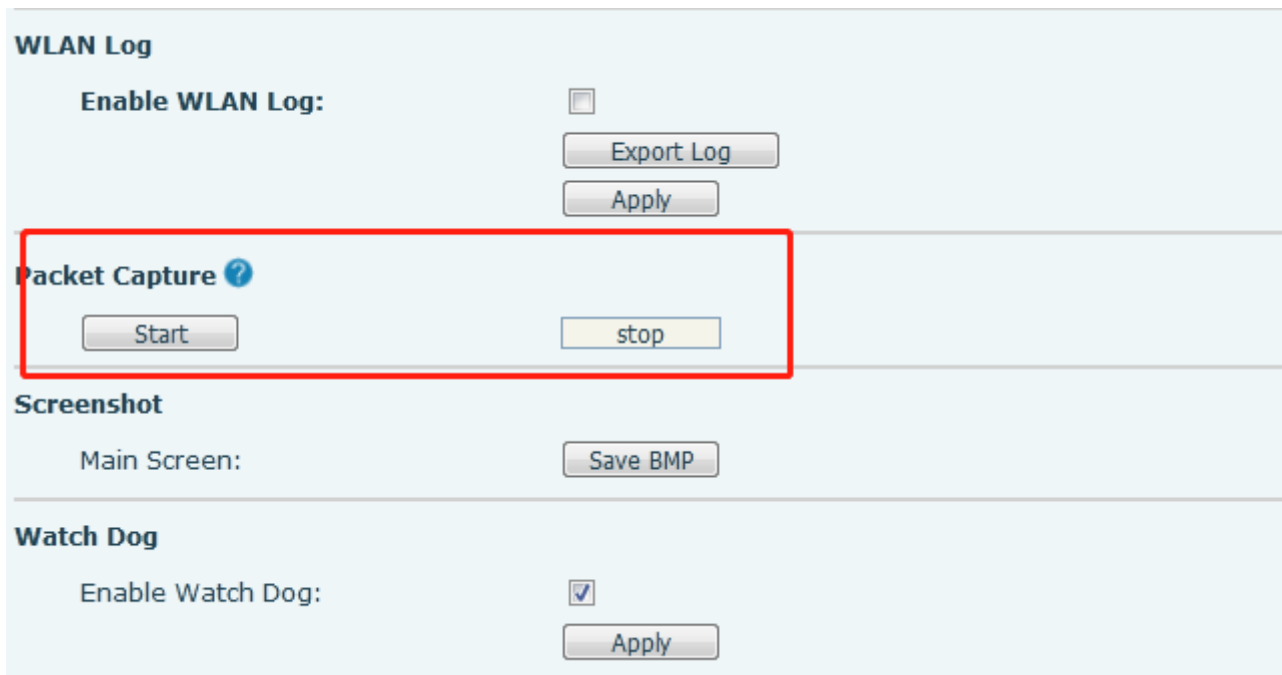 WLAN Log
Enable WLAN Log:
Export Log
Apply
Packet Capture ?
Start stop
Screenshot
Main Screen: Save BMP
Watch Dog
Enable Watch Dog:
Apply